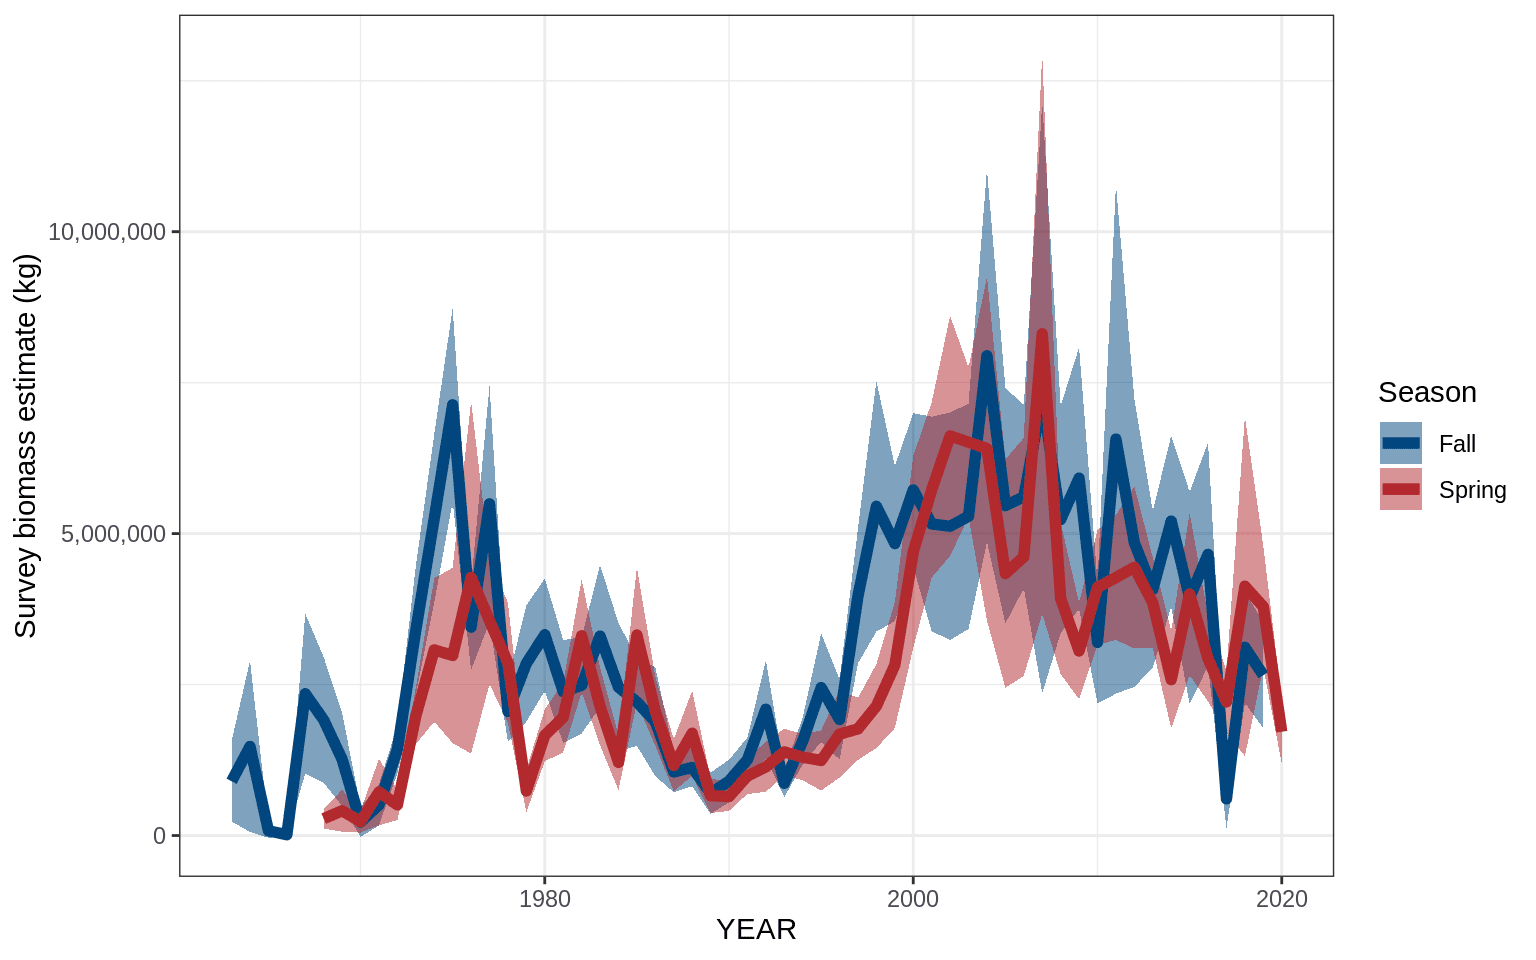 Survey biomass estimate (kg)
10,000,000
5,000,000
0
1980
2000
2020
YEAR
Season
Fall
Spring